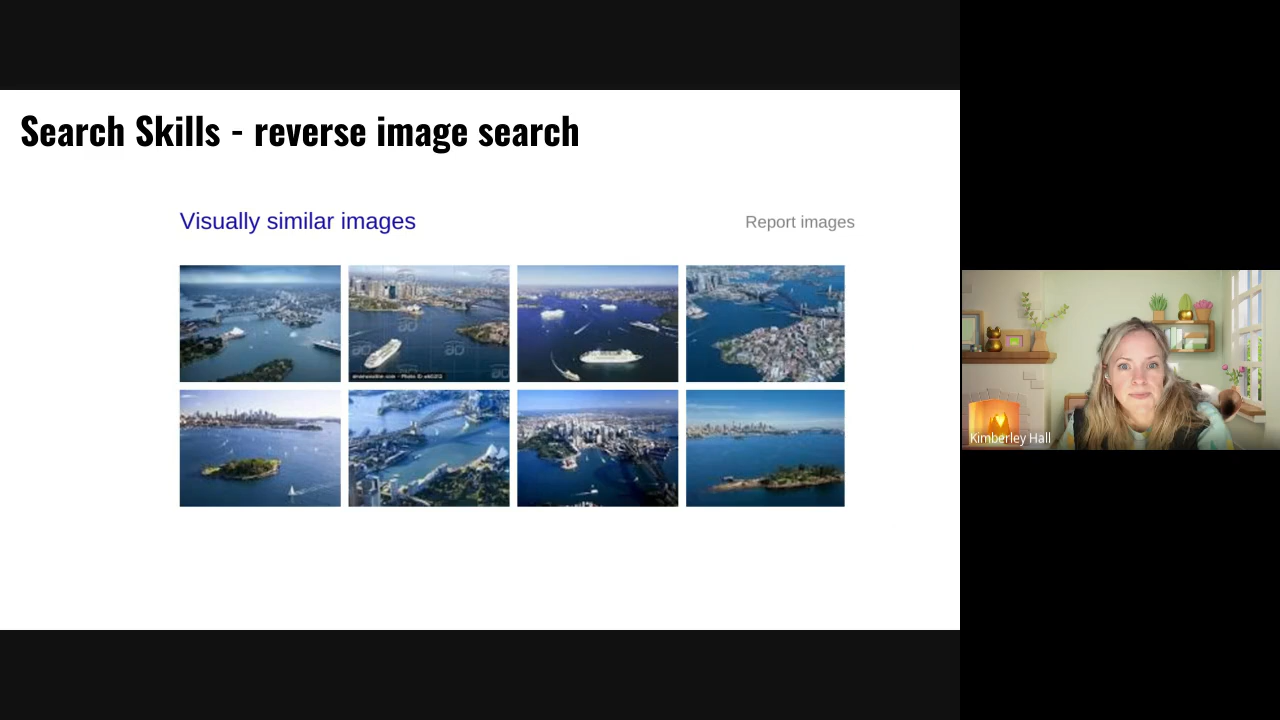 Search Skills - reverse image search
Visually similar images
Report images
Kimberley Hall